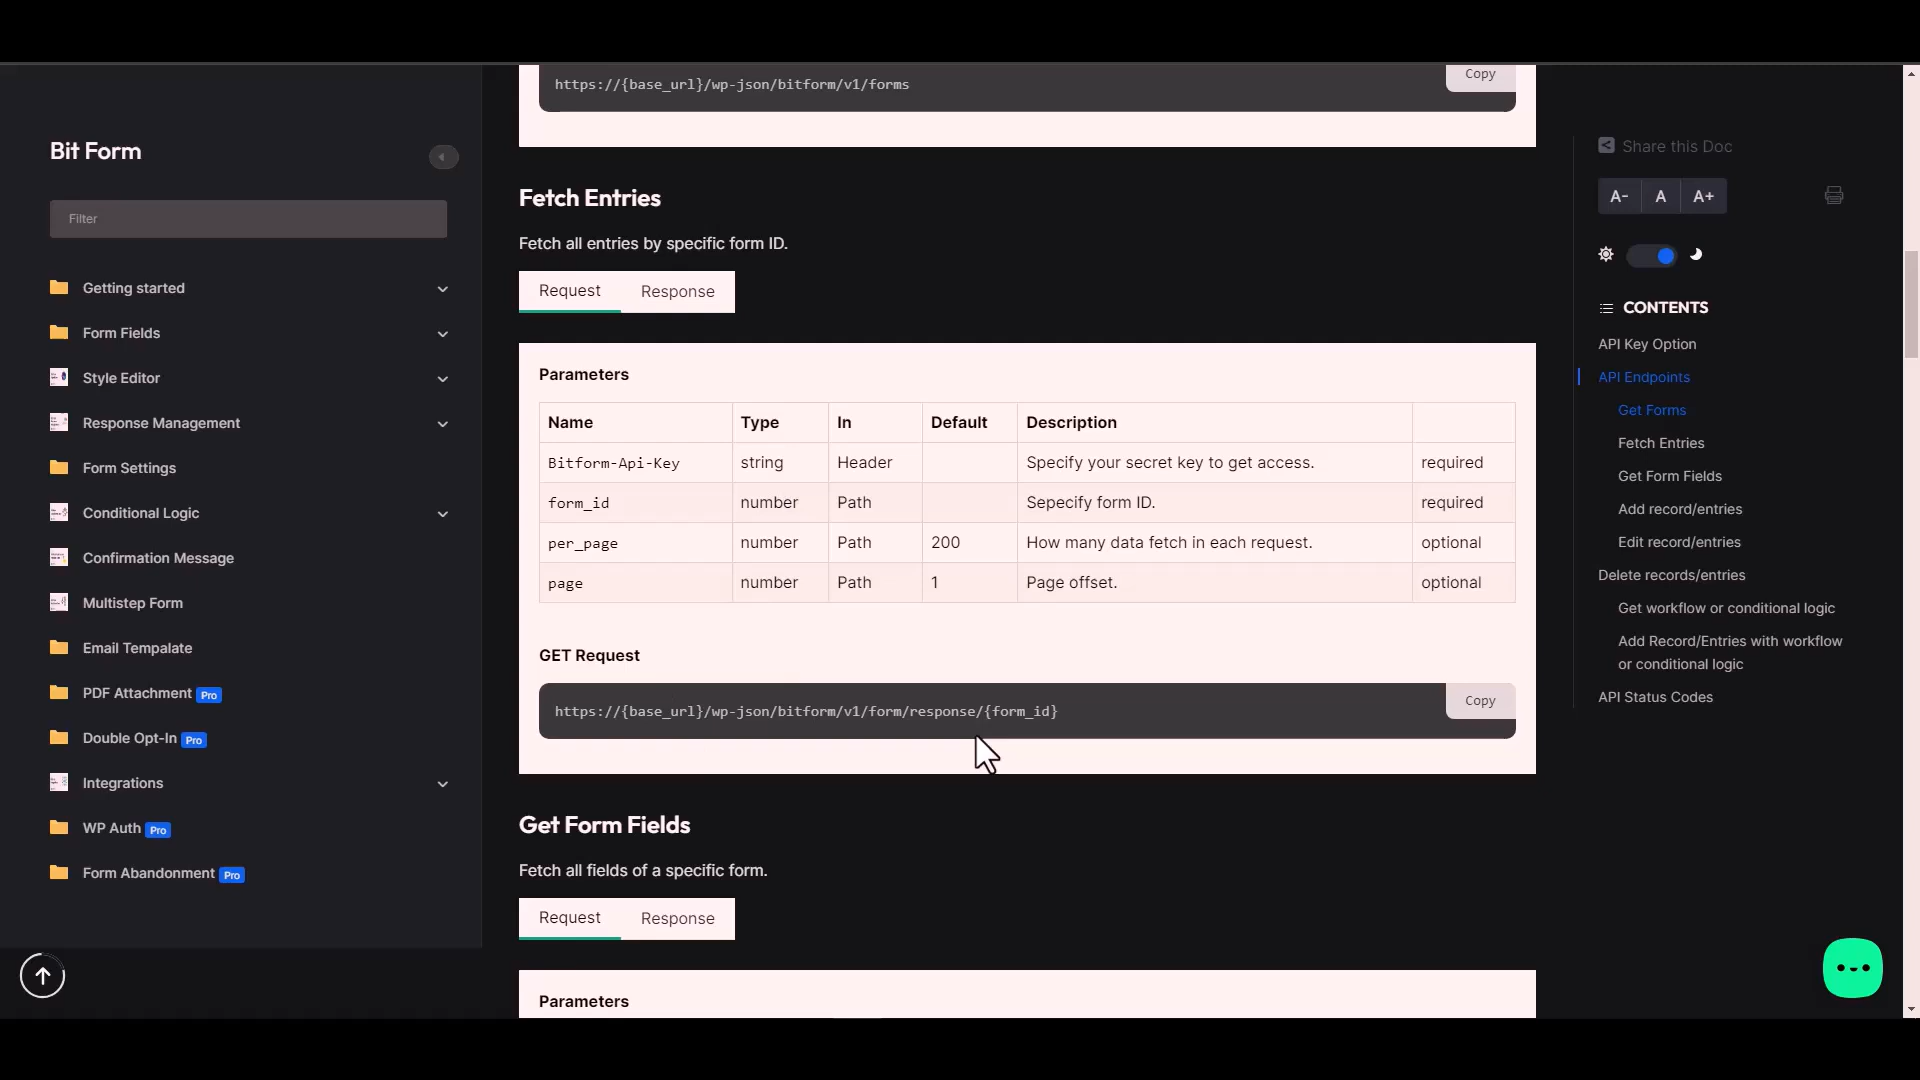 Bit Form
Filter
Getting started
Form Fields
Style Editor
Response Management
Form Settings
Conditional Logic
Confirmation Message
Multistep Form
Email Tempalate
PDF Attachment Pro
Double Opt-In Pro
Integrations
WP Auth Pro
Form Abandonment Pro
https://{base_url}/wp-json/bitform/v1/forms
Copy
Fetch Entries
Fetch all entries by specific form ID.
Request Response
Parameters
Name Type In Default Description
Bitform-Api-Key string Header Specify your secret key to get access. required
form_id number Path Sepecify form ID. required
per_page number Path 200 How many data fetch in each request. optional
page number Path 1 Page offset. optional
GET Request
https://{base_url}/wp-json/bitform/v1/form/response/{form_id}
Copy
Get Form Fields
Fetch all fields of a specific form.
Request Response
Parameters
Share this Doc
A- A A+
CONTENTS
API Key Option
API Endpoints
Get Forms
Fetch Entries
Get Form Fields
Add record/entries
Edit record/entries
Delete records/entries
Get workflow or conditional logic
Add Record/Entries with workflow
or conditional logic
API Status Codes